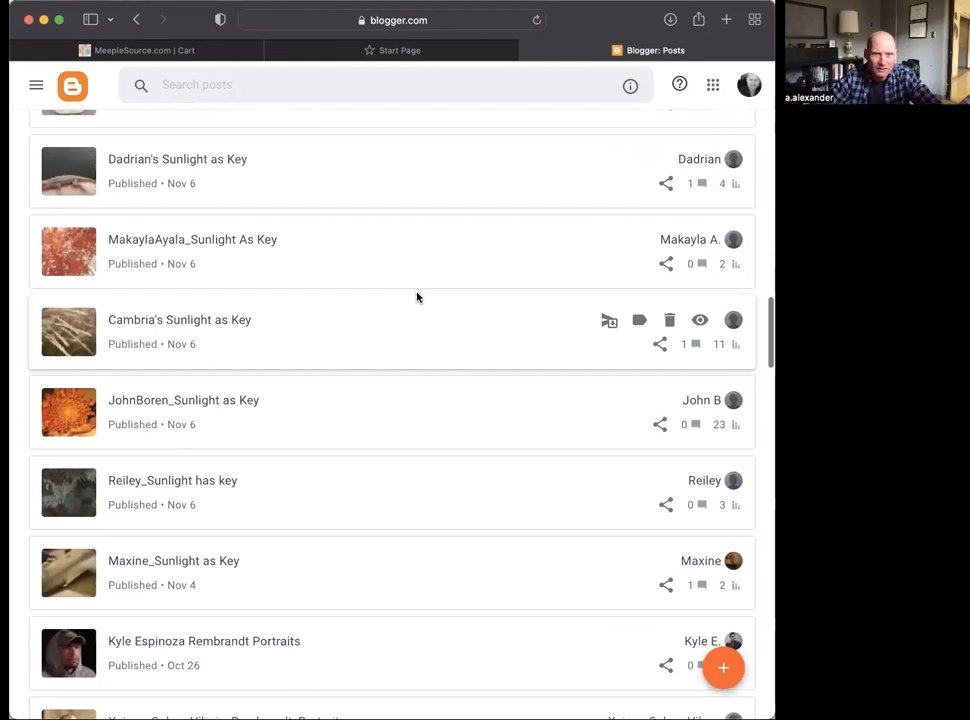 blogger.com
MeepleSource.com | Cart
Start Page
Blogger: Posts
a.alexander
Search posts
Dadrian's Sunlight as Key
Dadrian
Published • Nov 6
1
4
MakaylaAyala_Sunlight As Key
Makayla A.
Published • Nov 6
0
2
Cambria's Sunlight as Key
Published • Nov 6
1
11
JohnBoren_Sunlight as Key
John B
Published • Nov 6
0
23
Reiley_Sunlight has key
Reiley
Published • Nov 6
0
3
Maxine_Sunlight as Key
Maxine
Published • Nov 4
1
2
Kyle Espinoza Rembrandt Portraits
Kyle E.
Published • Oct 26
0